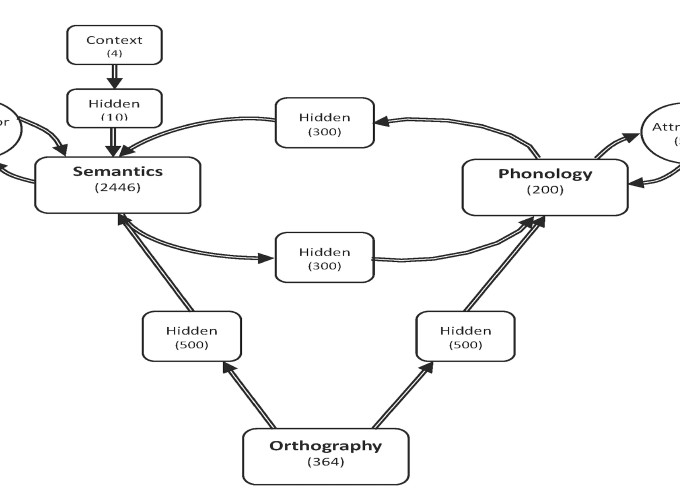 Context
(4)
Hidden
(10)
Hidden
(300)
Semantics
(2446)
Phonology
(200)
Hidden
(300)
Hidden
(500)
Hidden
(500)
Orthography
(364)